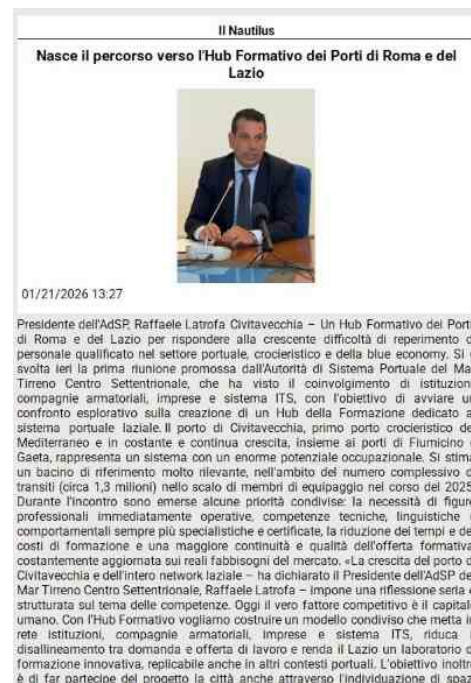 Il Nautilus
Nasce il percorso verso l'Hub Formativo dei Porti di Roma e del
Lazio
01/21/2026 13:27
Presidente dell'AdSP, Raffaele Latrofa Civitavecchia – Un Hub Formativo dei Porti
di Roma e del Lazio per rispondere alla crescente difficoltà di reperimento di
personale qualificato nel settore portuale, crocieristico e della blue economy. Si
svolta ieri la prima riunione promossa dall'Autorità di Sistema Portuale del Mar
Tirreno Centro Settentrionale, che ha visto il coinvolgimento di istituzioni
compagnie armatoriali, imprese e sistema ITS, con l'obiettivo di avviare un
confronto esplorativo sulla creazione di un Hub della Formazione dedicato a
sistema portuale laziale. Il porto di Civitavecchia, primo porto crocieristico del
Mediterraneo e in costante e continua crescita, insieme ai porti di Fiumicino
Gaeta, rappresenta un sistema con un enorme potenziale occupazionale. Si stima
un bacino di riferimento molto rilevante, nell'ambito del numero complessivo d
transiti (circa 1,3 milioni) nello scalo di membri di equipaggio nel corso del 2025
Durante l'incontro sono emerse alcune priorità condivise: la necessità di figure
professionali immediatamente operative, competenze tecniche, linguistiche
comportamentali sempre più specialistiche e certificate, la riduzione dei tempi e de
costi di formazione e una maggiore continuità e qualità dell'offerta formativa
costantemente aggiornata sui reali fabbisogni del mercato. «La crescita del porto d
Civitavecchia e dell'intero network laziale – ha dichiarato il Presidente dell'AdSP de
Mar Tirreno Centro Settentrionale, Raffaele Latrofa – impone una riflessione seria
strutturata sul tema delle competenze. Oggi il vero fattore competitivo è il capitale
umano. Con l'Hub Formativo vogliamo costruire un modello condiviso che metta in
rete istituzioni, compagnie armatoriali, imprese e sistema ITS, riduca
disallineamento tra domanda e offerta di lavoro e renda il Lazio un laboratorio d
formazione innovativa, replicabile anche in altri contesti portuali. L'obiettivo inoltre
è di far partecipe del progetto la città anche attraverso l'individuazione di spaz